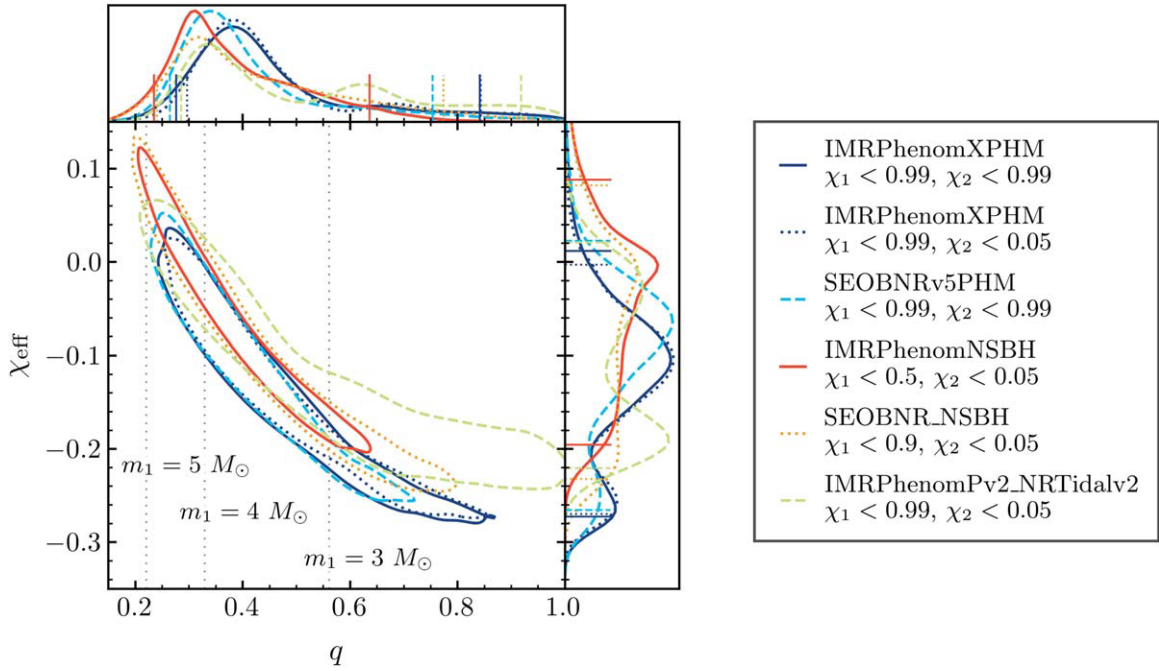 0.1
0.0
−0.1
−0.2
−0.3
χ_eff
m₁ = 5 M⊙
m₁ = 4 M⊙
m₁ = 3 M⊙
0.2 0.4 0.6 0.8 1.0
q
IMRPhenomXPHM
χ₁ < 0.99, χ₂ < 0.99
IMRPhenomXPHM
χ₁ < 0.99, χ₂ < 0.05
SEOBNRv5PHM
χ₁ < 0.99, χ₂ < 0.99
IMRPhenomNSBH
χ₁ < 0.5, χ₂ < 0.05
SEOBNR_NSBH
χ₁ < 0.9, χ₂ < 0.05
IMRPhenomPv2_NRTidalv2
χ₁ < 0.99, χ₂ < 0.05